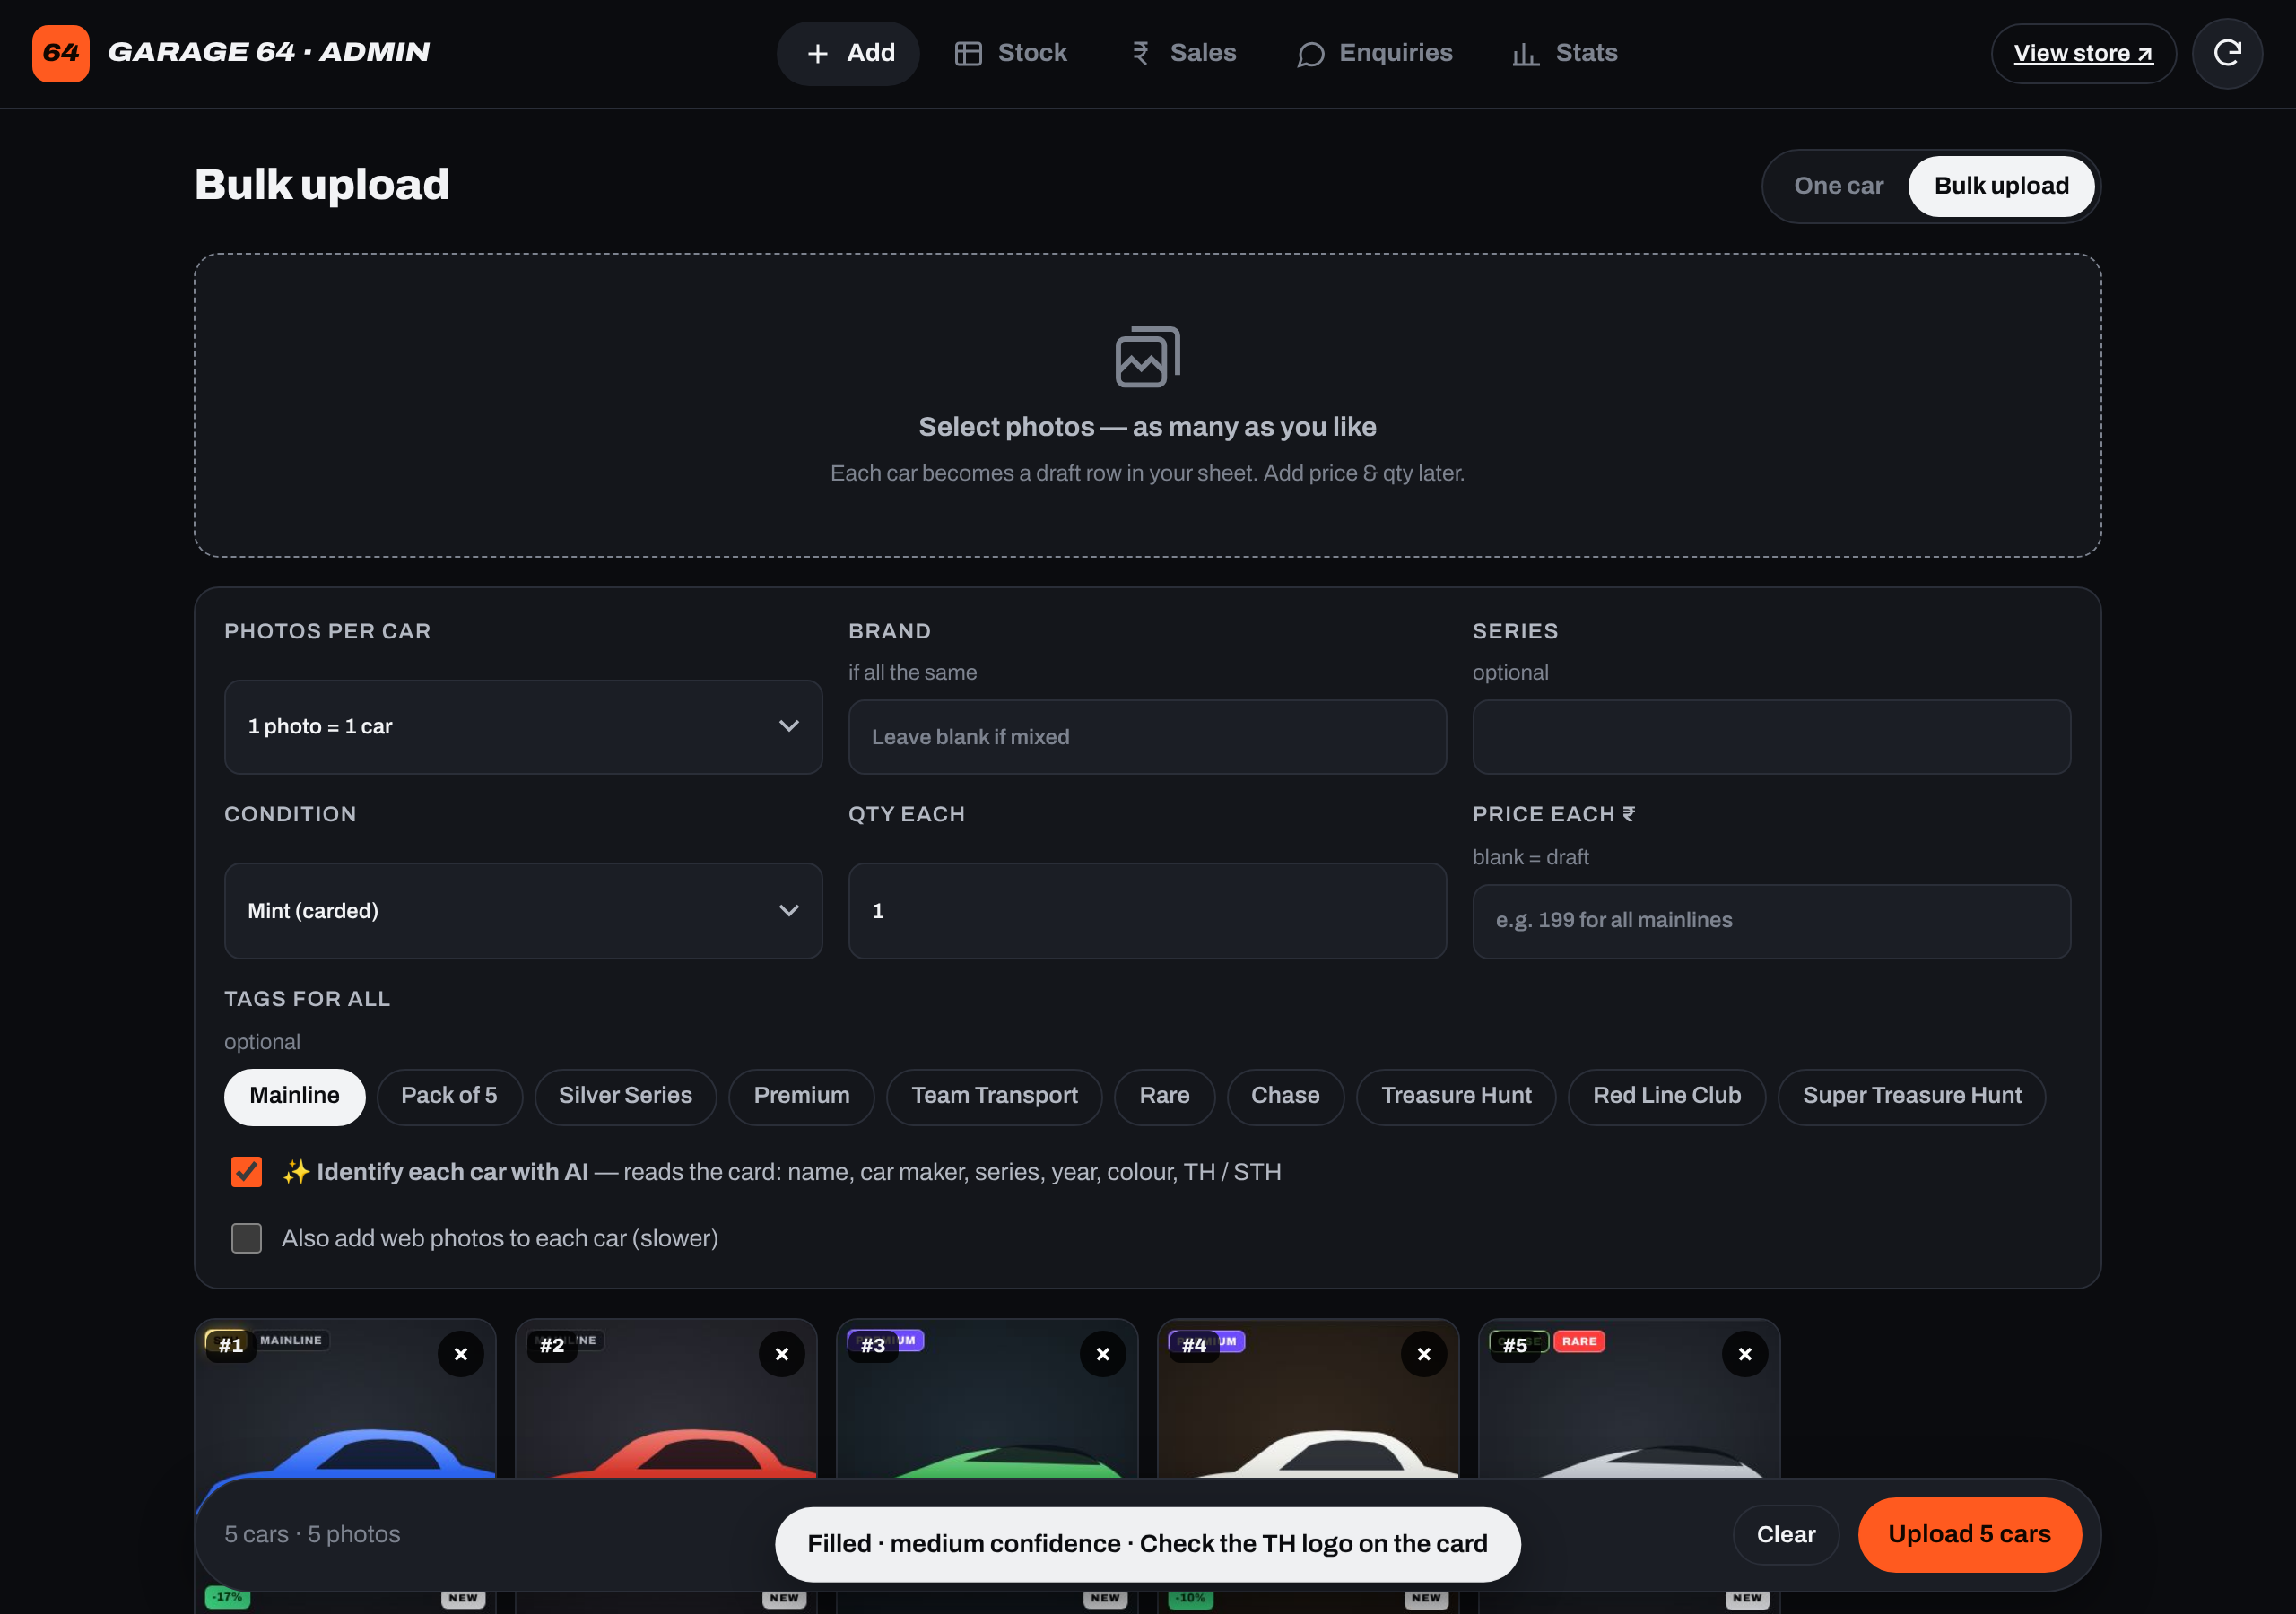 64
GARAGE 64 · ADMIN
+ Add
Stock
₹ Sales
Enquiries
Stats
View store ↗
Bulk upload
One car
Bulk upload
Select photos — as many as you like
Each car becomes a draft row in your sheet. Add price & qty later.
PHOTOS PER CAR
1 photo = 1 car
BRAND
if all the same
Leave blank if mixed
SERIES
optional
CONDITION
Mint (carded)
QTY EACH
1
PRICE EACH ₹
blank = draft
e.g. 199 for all mainlines
TAGS FOR ALL
optional
Mainline
Pack of 5
Silver Series
Premium
Team Transport
Rare
Chase
Treasure Hunt
Red Line Club
Super Treasure Hunt
✨ Identify each car with AI — reads the card: name, car maker, series, year, colour, TH / STH
Also add web photos to each car (slower)
#1
MAINLINE
×
#2
×
#3
×
#4
×
#5
RARE
×
5 cars · 5 photos
Filled · medium confidence · Check the TH logo on the card
Clear
Upload 5 cars
-17%
NEW
NEW
NEW
-10%
NEW
NEW